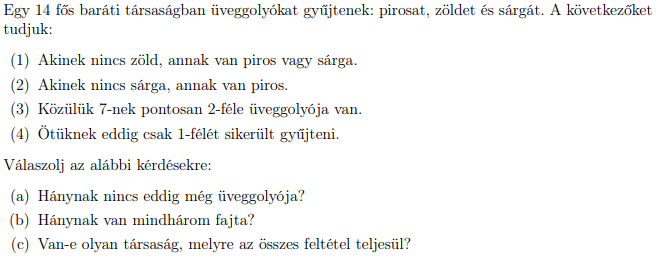 Egy 14 fős baráti társaságban üveggolyókat gyűjtenek: pirosat, zöldet és sárgát. A következőket
tudjuk:
(1) Akinek nincs zöld, annak van piros vagy sárga.
(2) Akinek nincs sárga, annak van piros.
(3) Közülük 7-nek pontosan 2-féle üveggolyója van.
(4) Ötüknek eddig csak 1-félét sikerült gyűjteni.
Válaszolj az alábbi kérdésekre:
(a) Hánynak nincs eddig még üveggolyója?
(b) Hánynak van mindhárom fajta?
(c) Van-e olyan társaság, melyre az összes feltétel teljesül?